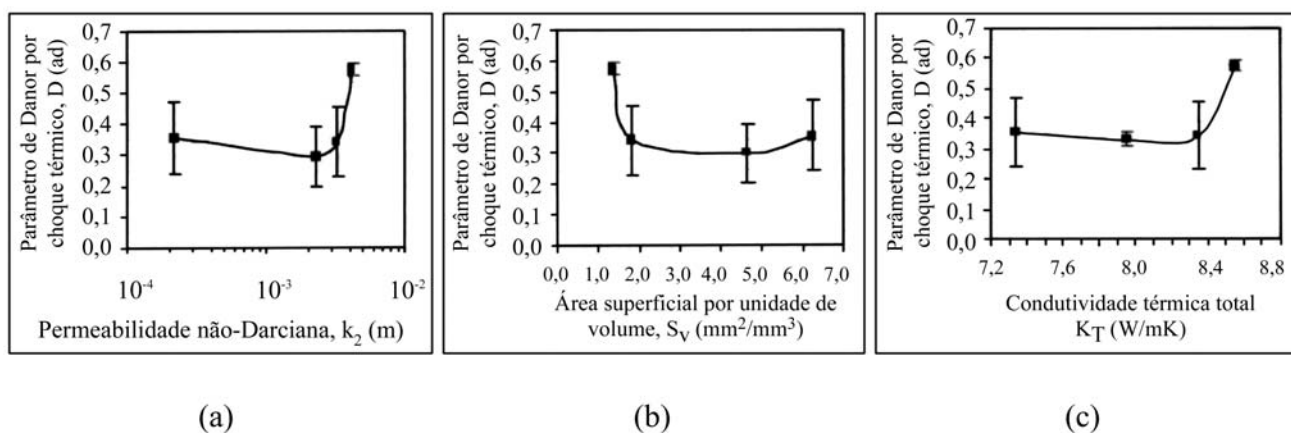 Parâmetro de Danor por
choque térmico, D (ad)
0,7
0,6
0,5
0,4
0,3
0,2
0,1
0,0
10⁻⁴
10⁻³
10⁻²
Permeabilidade não-Darciana, k₂ (m)
(a)
Parâmetro de Danor por
choque térmico, D (ad)
0,7
0,6
0,5
0,4
0,3
0,2
0,1
0,0
0,0 1,0 2,0 3,0 4,0 5,0 6,0 7,0
Área superficial por unidade de
volume, S_V (mm²/mm³)
(b)
Parâmetro de Danor por
choque térmico, D (ad)
0,7
0,6
0,5
0,4
0,3
0,2
0,1
0,0
7,2 7,6 8,0 8,4 8,8
Condutividade térmica total
K_T (W/mK)
(c)